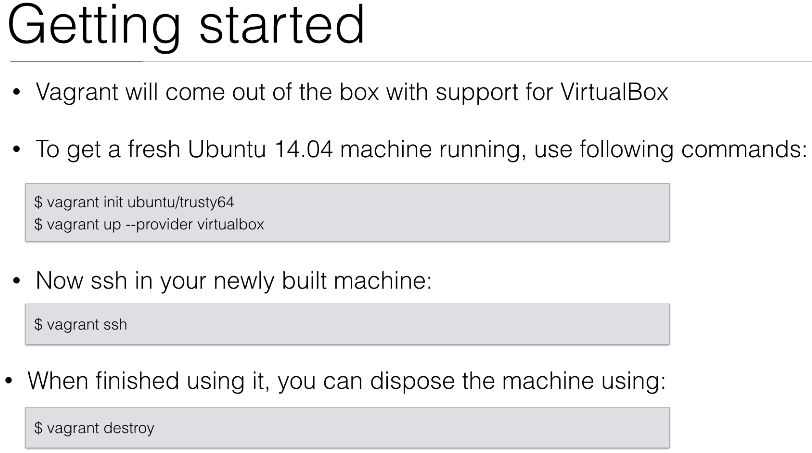 Getting started
• Vagrant will come out of the box with support for VirtualBox
• To get a fresh Ubuntu 14.04 machine running, use following commands:
$ vagrant init ubuntu/trusty64
$ vagrant up --provider virtualbox
• Now ssh in your newly built machine:
$ vagrant ssh
• When finished using it, you can dispose the machine using:
$ vagrant destroy